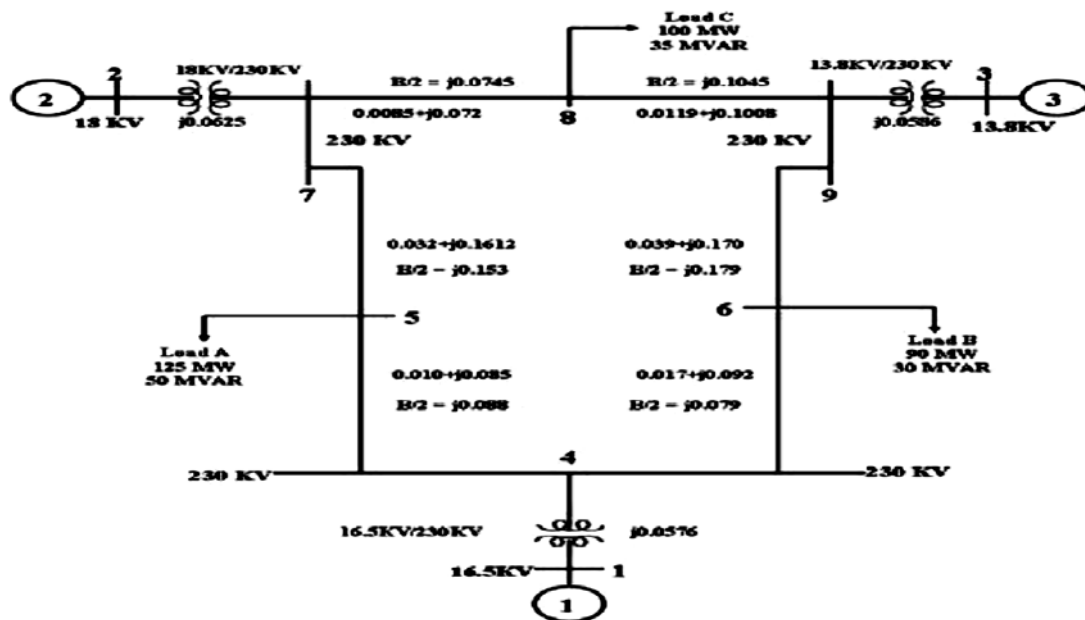 Load C
100 MW
35 MVAR
18KV/230KV
B/2 = j0.0745
B/2 = j0.1045
13.8KV/230KV
2
3
2
3
18 KV
j0.0625
0.0085+j0.072
8
0.0119+j0.1008
j0.0586
13.8KV
230 KV
230 KV
7
9
0.032+j0.1612
0.039+j0.170
B/2 = j0.153
B/2 = j0.179
5
6
Load A
125 MW
50 MVAR
Load B
90 MW
30 MVAR
0.010+j0.085
0.017+j0.092
B/2 = j0.088
B/2 = j0.079
4
230 KV
230 KV
16.5KV/230KV
j0.0576
16.5KV
1
1